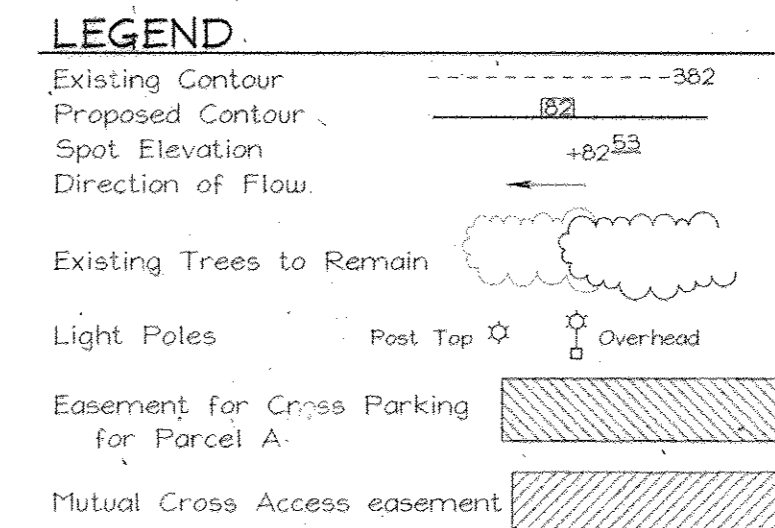 LEGEND
Existing Contour 382
Proposed Contour 82
Spot Elevation +82 53
Direction of Flow
Existing Trees to Remain
Light Poles Post Top Overhead
Easement for Cross Parking
for Parcel A
Mutual Cross Access easement